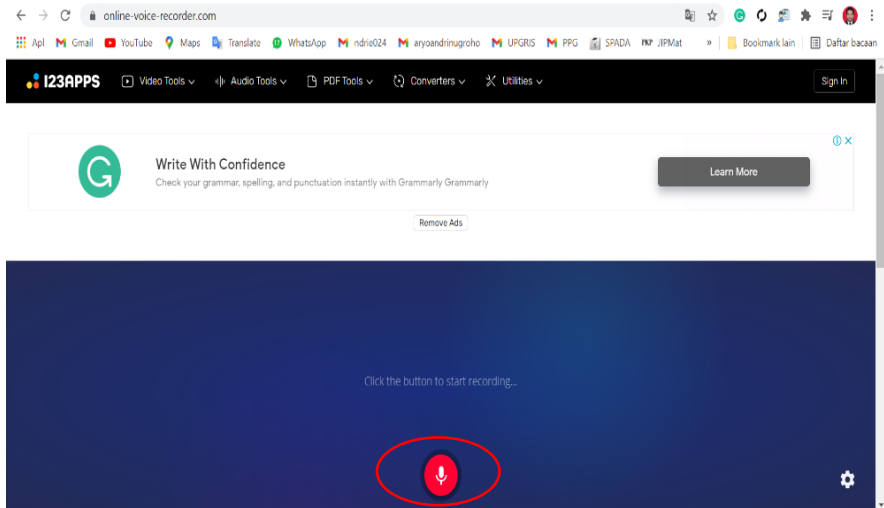 online-voice-recorder.com
Apl Gmail YouTube Maps Translate WhatsApp ndrie024 aryoandrinugroho UPGRIS PPG SPADA JIPMat » Bookmark lain Daftar bacaan
123APPS Video Tools Audio Tools PDF Tools Converters Utilities Sign In
Write With Confidence
Check your grammar, spelling, and punctuation instantly with Grammarly Grammarly
Learn More
Remove Ads
Click the button to start recording...